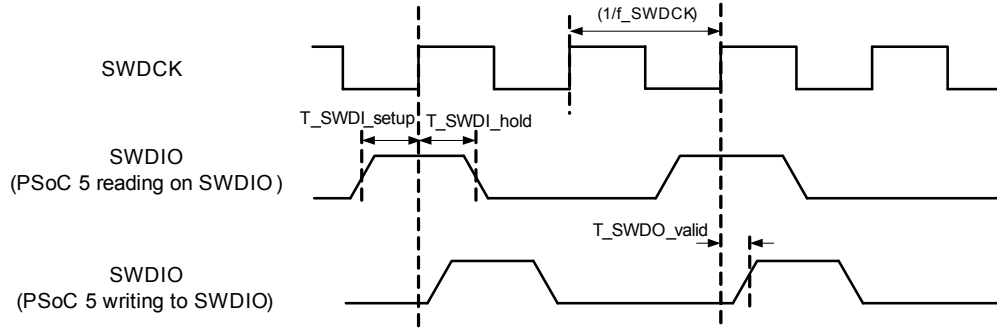 (1/f_SWDCK)
SWDCK
T_SWDI_setup
T_SWDI_hold
SWDIO
(PSoC 5 reading on SWDIO)
T_SWDO_valid
SWDIO
(PSoC 5 writing to SWDIO)